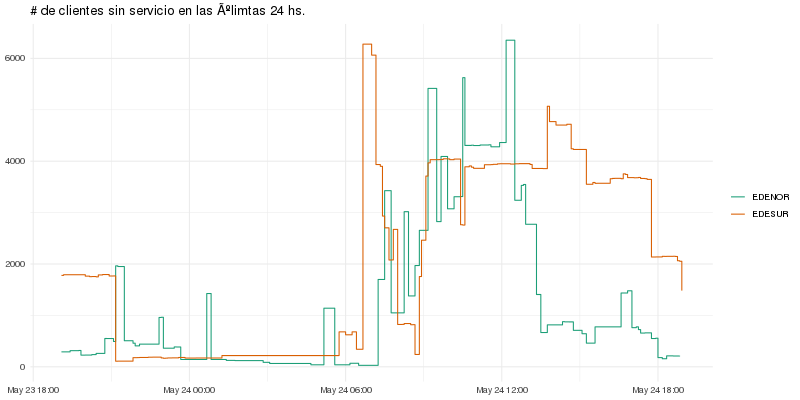 # de clientes sin servicio en las Ãºlimtas 24 hs.
6000
4000
2000
0
May 23 18:00
May 24 00:00
May 24 06:00
May 24 12:00
May 24 18:00
EDENOR
EDESUR